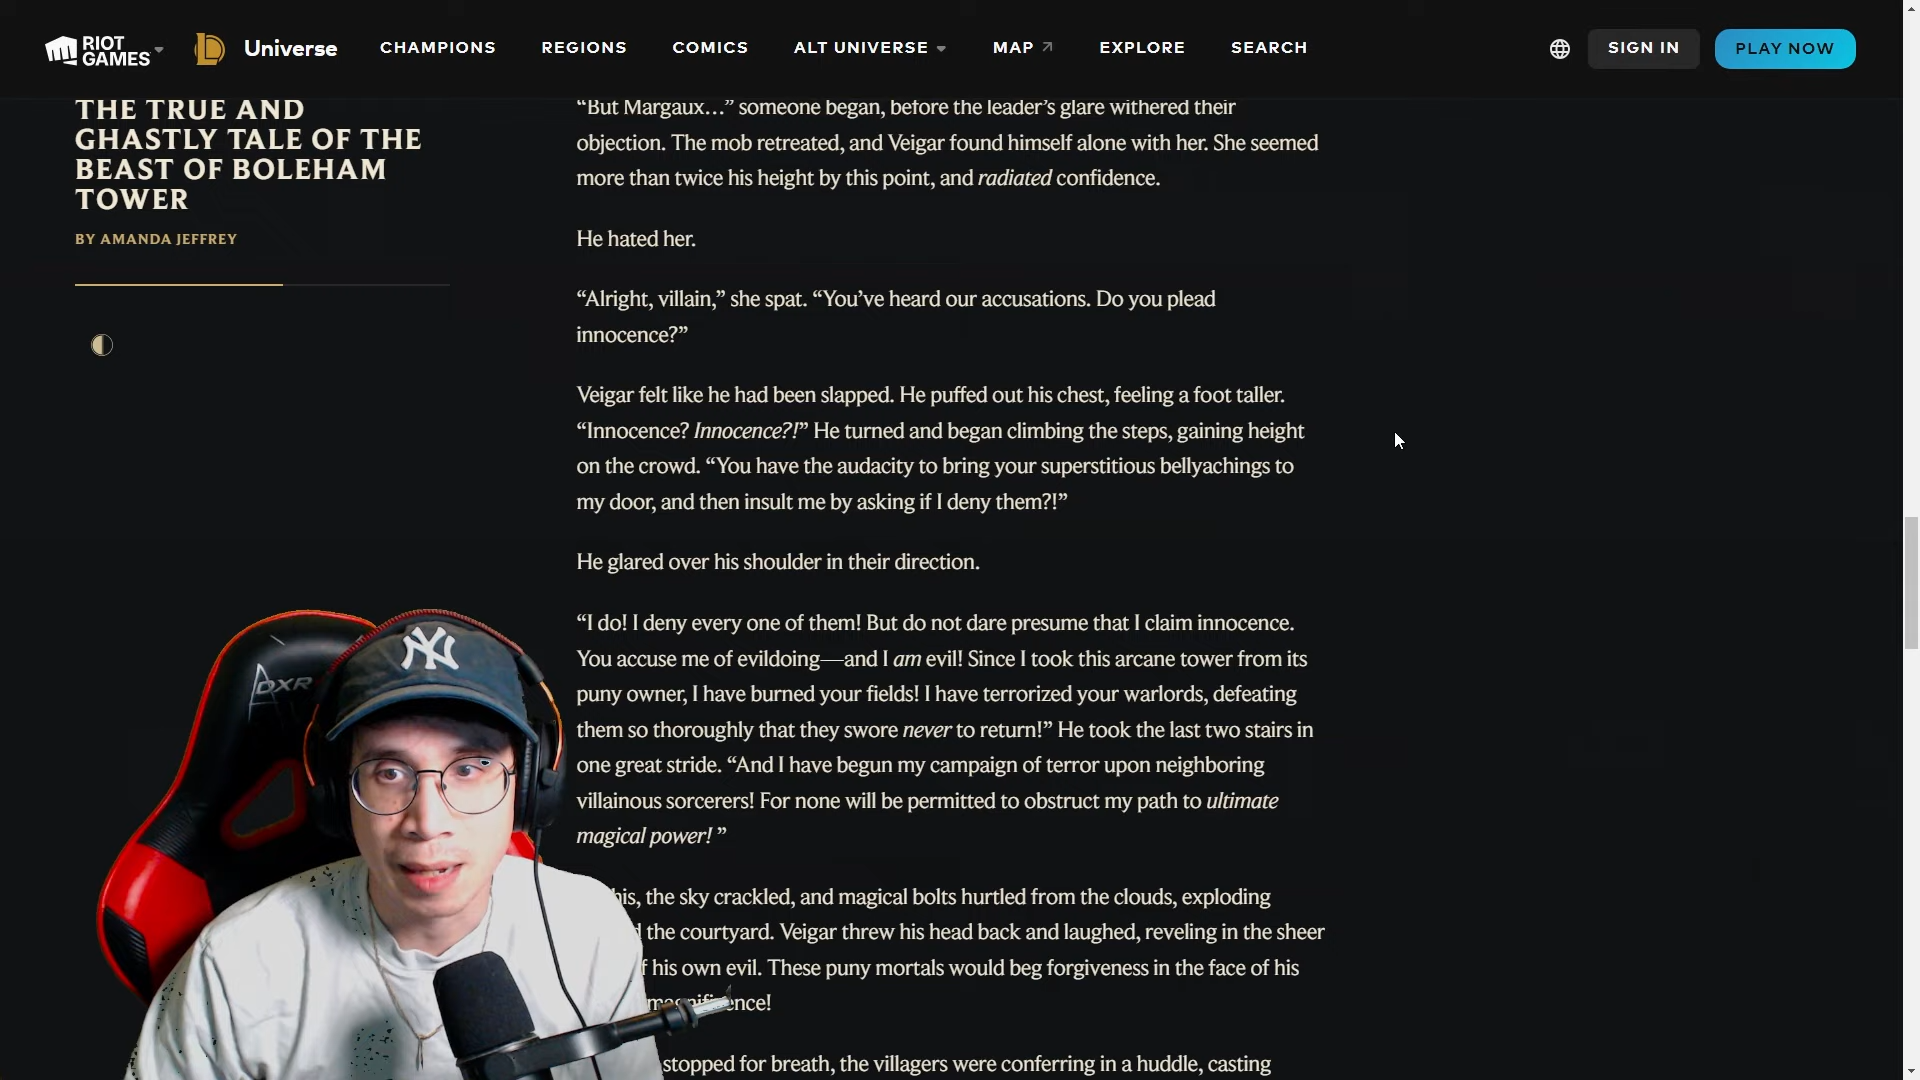 RIOT GAMES
Universe
CHAMPIONS
REGIONS
COMICS
ALT UNIVERSE
MAP
EXPLORE
SEARCH
SIGN IN
PLAY NOW
THE TRUE AND
GHASTLY TALE OF THE
BEAST OF BOLEHAM
TOWER
BY AMANDA JEFFREY
“But Margaux…” someone began, before the leader’s glare withered their
objection. The mob retreated, and Veigar found himself alone with her. She seemed
more than twice his height by this point, and radiated confidence.
He hated her.
“Alright, villain,” she spat. “You’ve heard our accusations. Do you plead
innocence?”
Veigar felt like he had been slapped. He puffed out his chest, feeling a foot taller.
“Innocence? Innocence?!” He turned and began climbing the steps, gaining height
on the crowd. “You have the audacity to bring your superstitious bellyachings to
my door, and then insult me by asking if I deny them?!”
He glared over his shoulder in their direction.
“I do! I deny every one of them! But do not dare presume that I claim innocence.
You accuse me of evildoing—and I am evil! Since I took this arcane tower from its
puny owner, I have burned your fields! I have terrorized your warlords, defeating
them so thoroughly that they swore never to return!” He took the last two stairs in
one great stride. “And I have begun my campaign of terror upon neighboring
villainous sorcerers! For none will be permitted to obstruct my path to ultimate
magical power! ”
the sky crackled, and magical bolts hurtled from the clouds, exploding
the courtyard. Veigar threw his head back and laughed, reveling in the sheer
his own evil. These puny mortals would beg forgiveness in the face of his
magnificence!
stopped for breath, the villagers were conferring in a huddle, casting
DXR
NY